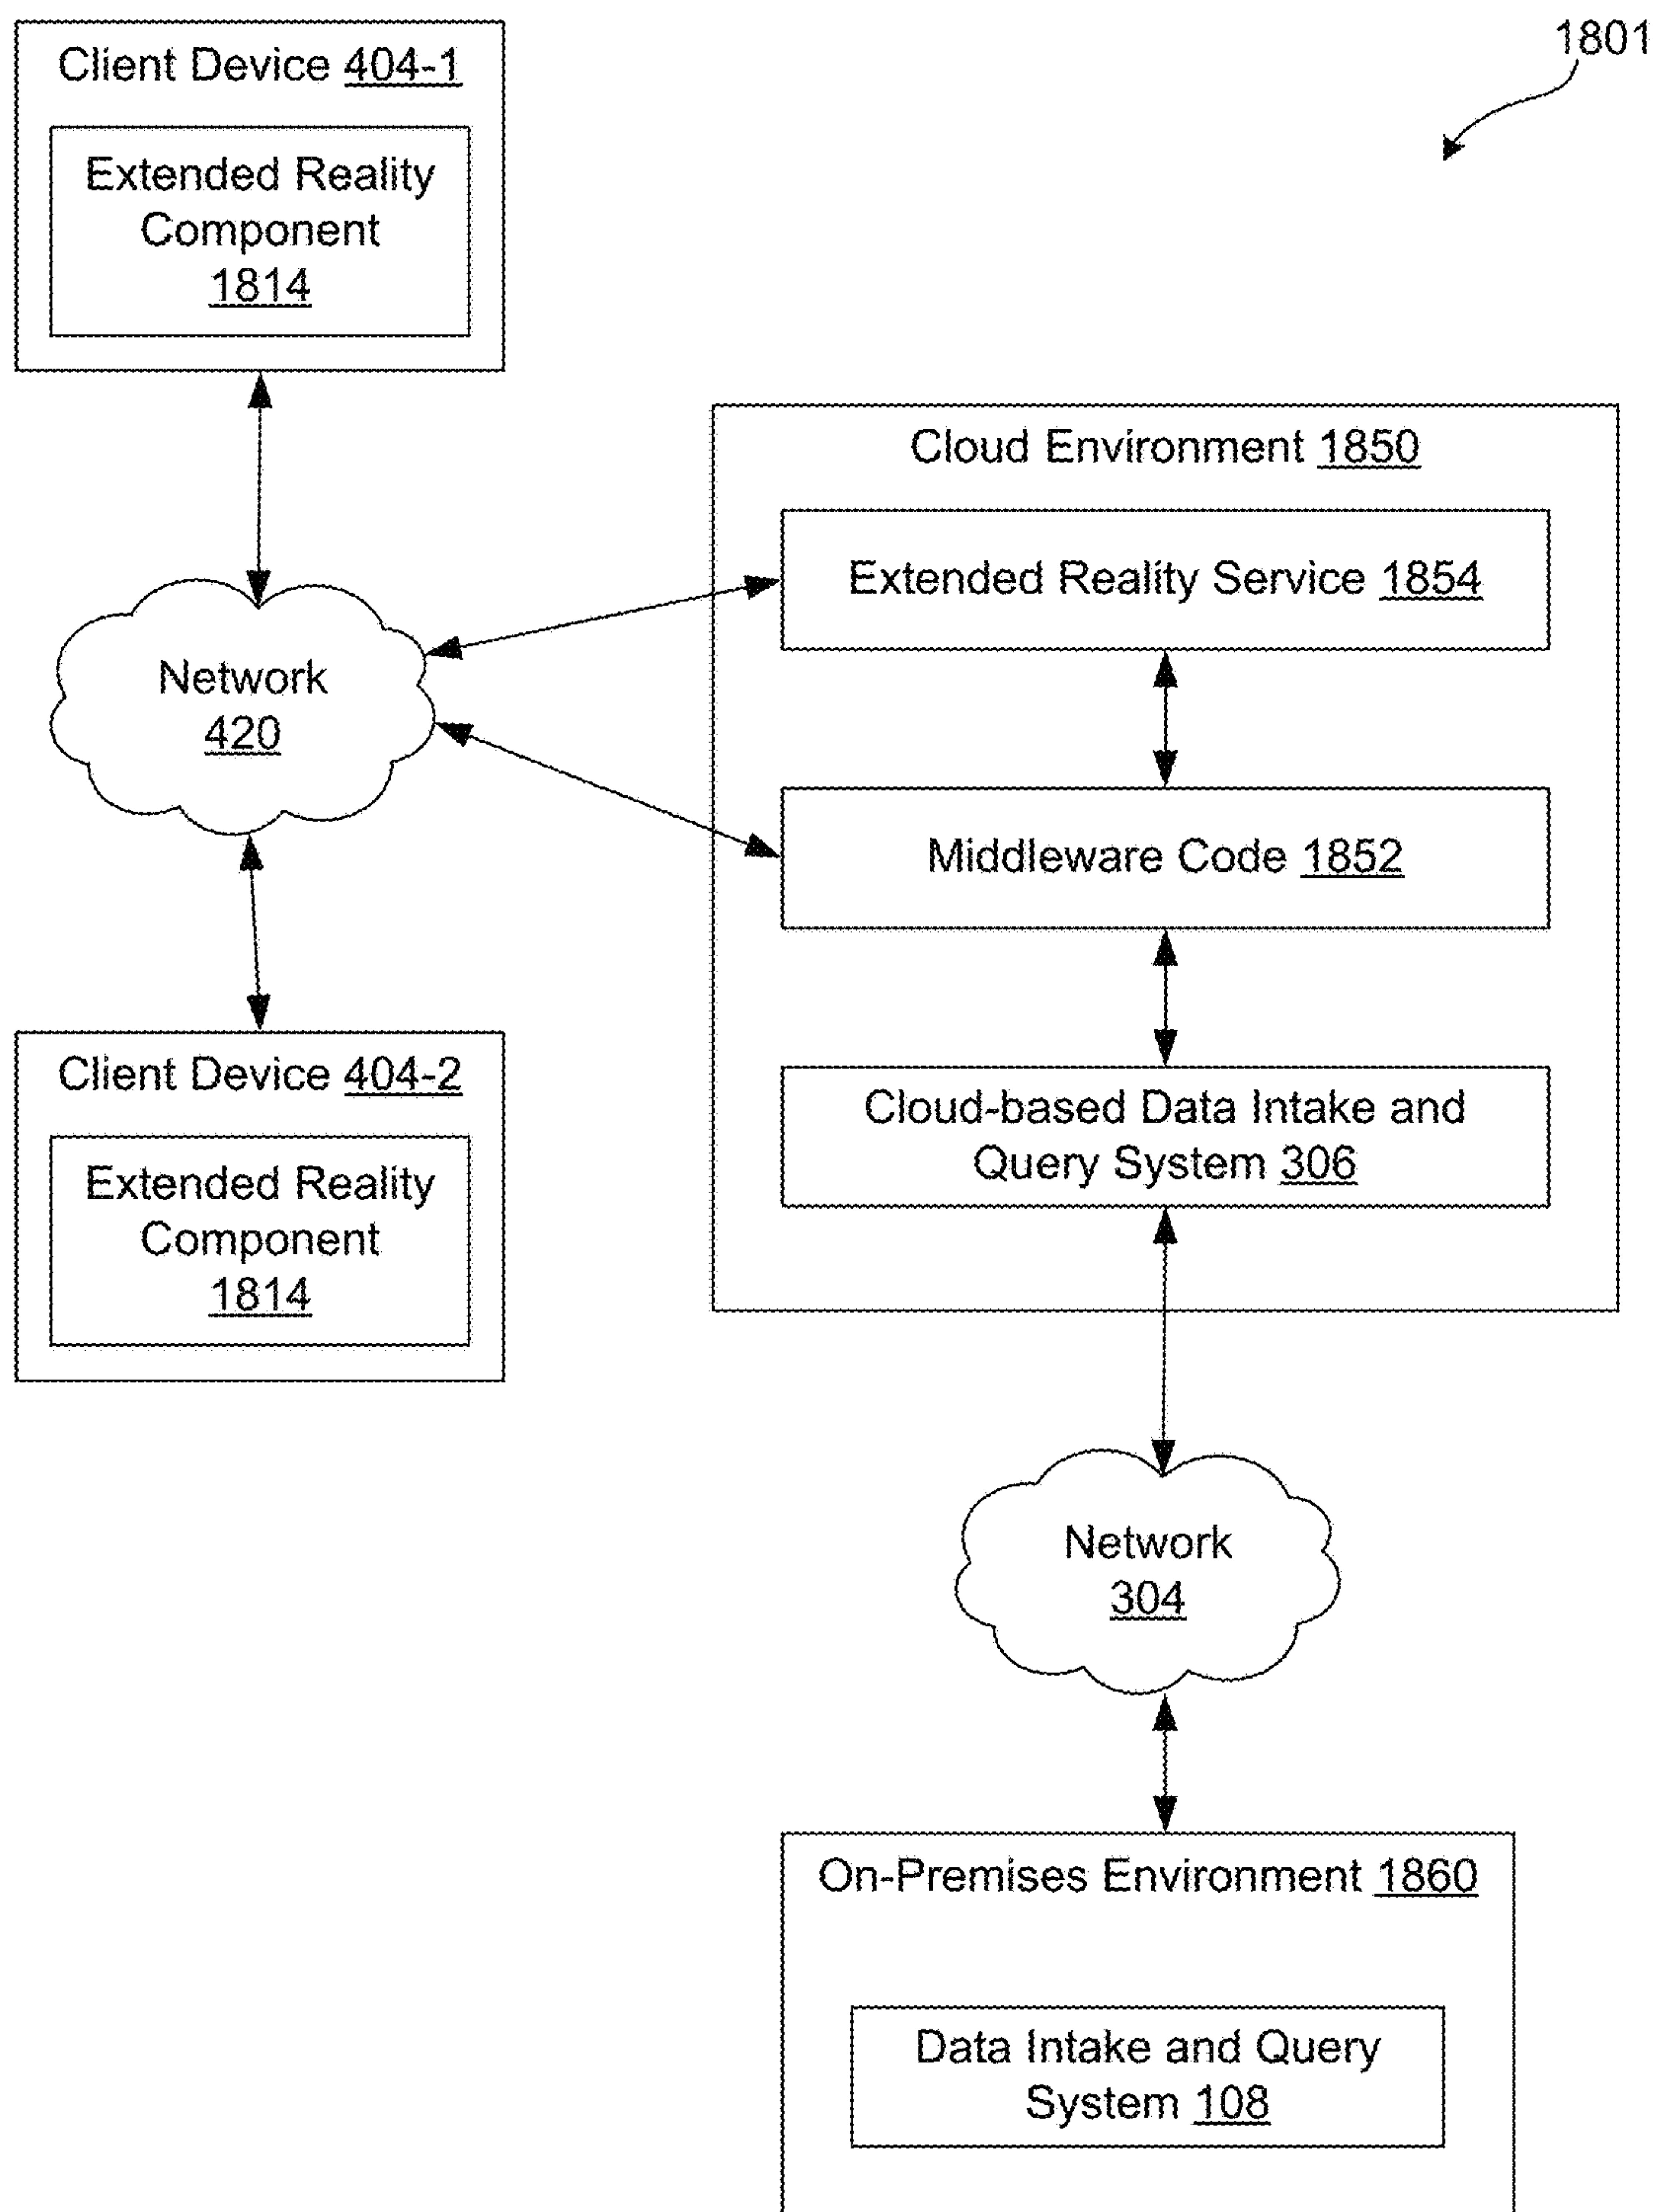 1801
Client Device 404-1
Extended Reality
Component
1814
Cloud Environment 1850
Extended Reality Service 1854
Network
420
Middleware Code 1852
Client Device 404-2
Extended Reality
Component
1814
Cloud-based Data Intake and
Query System 306
Network
304
On-Premises Environment 1860
Data Intake and Query
System 108